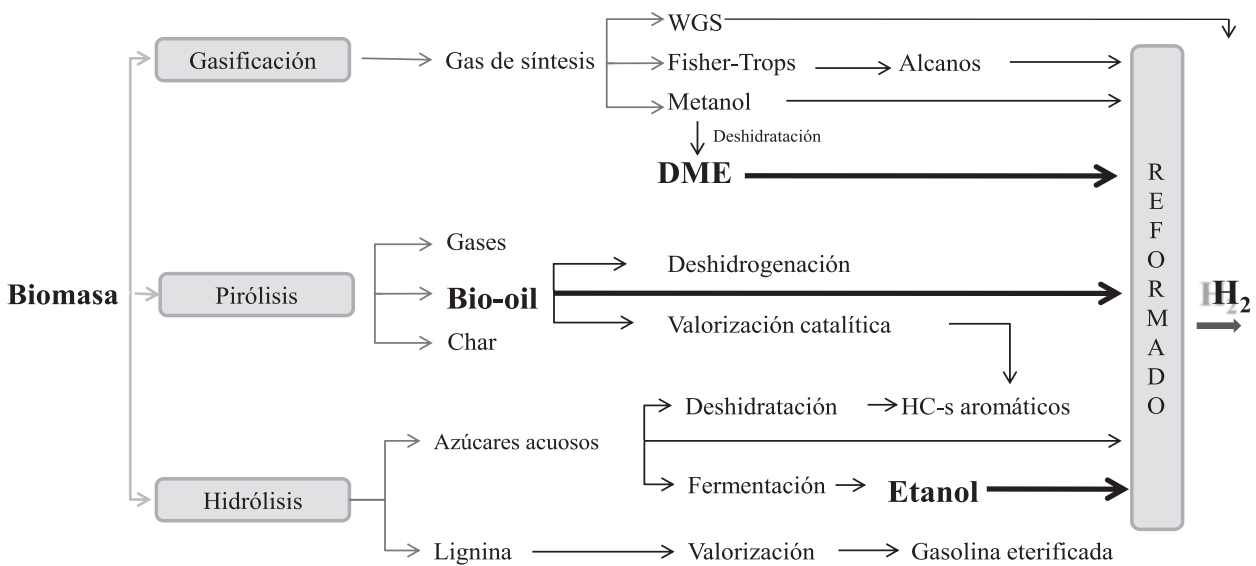 WGS
Gasificación
Gas de síntesis
Fisher-Trops
Alcanos
Metanol
Deshidratación
DME
Gases
Deshidrogenación
Biomasa
Pirólisis
Bio-oil
Valorización catalítica
Char
Deshidratación
HC-s aromáticos
Azúcares acuosos
Hidrólisis
Fermentación
Etanol
Lignina
Valorización
Gasolina eterificada
REFORMADO
H2